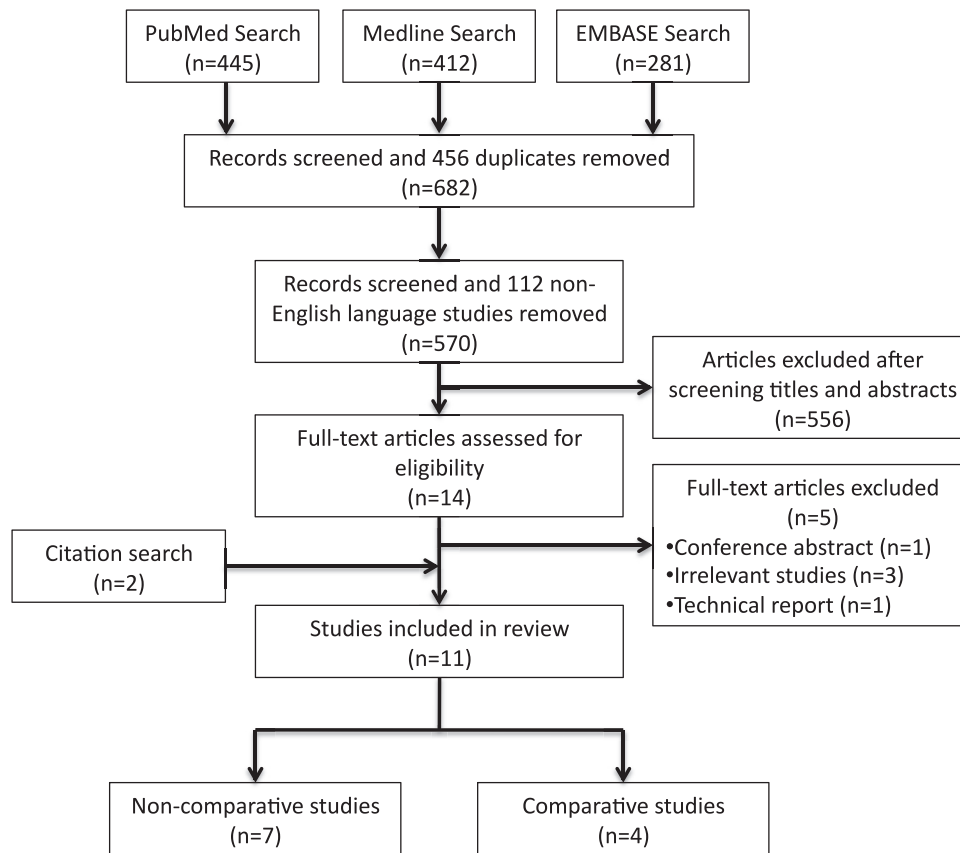 PubMed Search
(n=445)
Medline Search
(n=412)
EMBASE Search
(n=281)
Records screened and 456 duplicates removed
(n=682)
Records screened and 112 non-
English language studies removed
(n=570)
Articles excluded after
screening titles and abstracts
(n=556)
Full-text articles assessed for
eligibility
(n=14)
Full-text articles excluded
(n=5)
•Conference abstract (n=1)
•Irrelevant studies (n=3)
•Technical report (n=1)
Citation search
(n=2)
Studies included in review
(n=11)
Non-comparative studies
(n=7)
Comparative studies
(n=4)